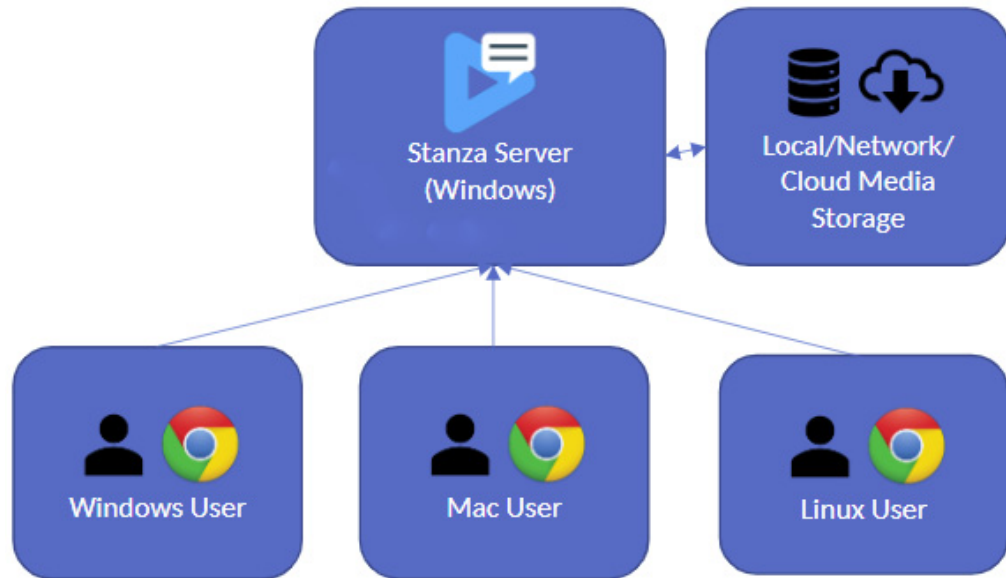 Stanza Server
(Windows)
Local/Network/
Cloud Media
Storage
Windows User
Mac User
Linux User